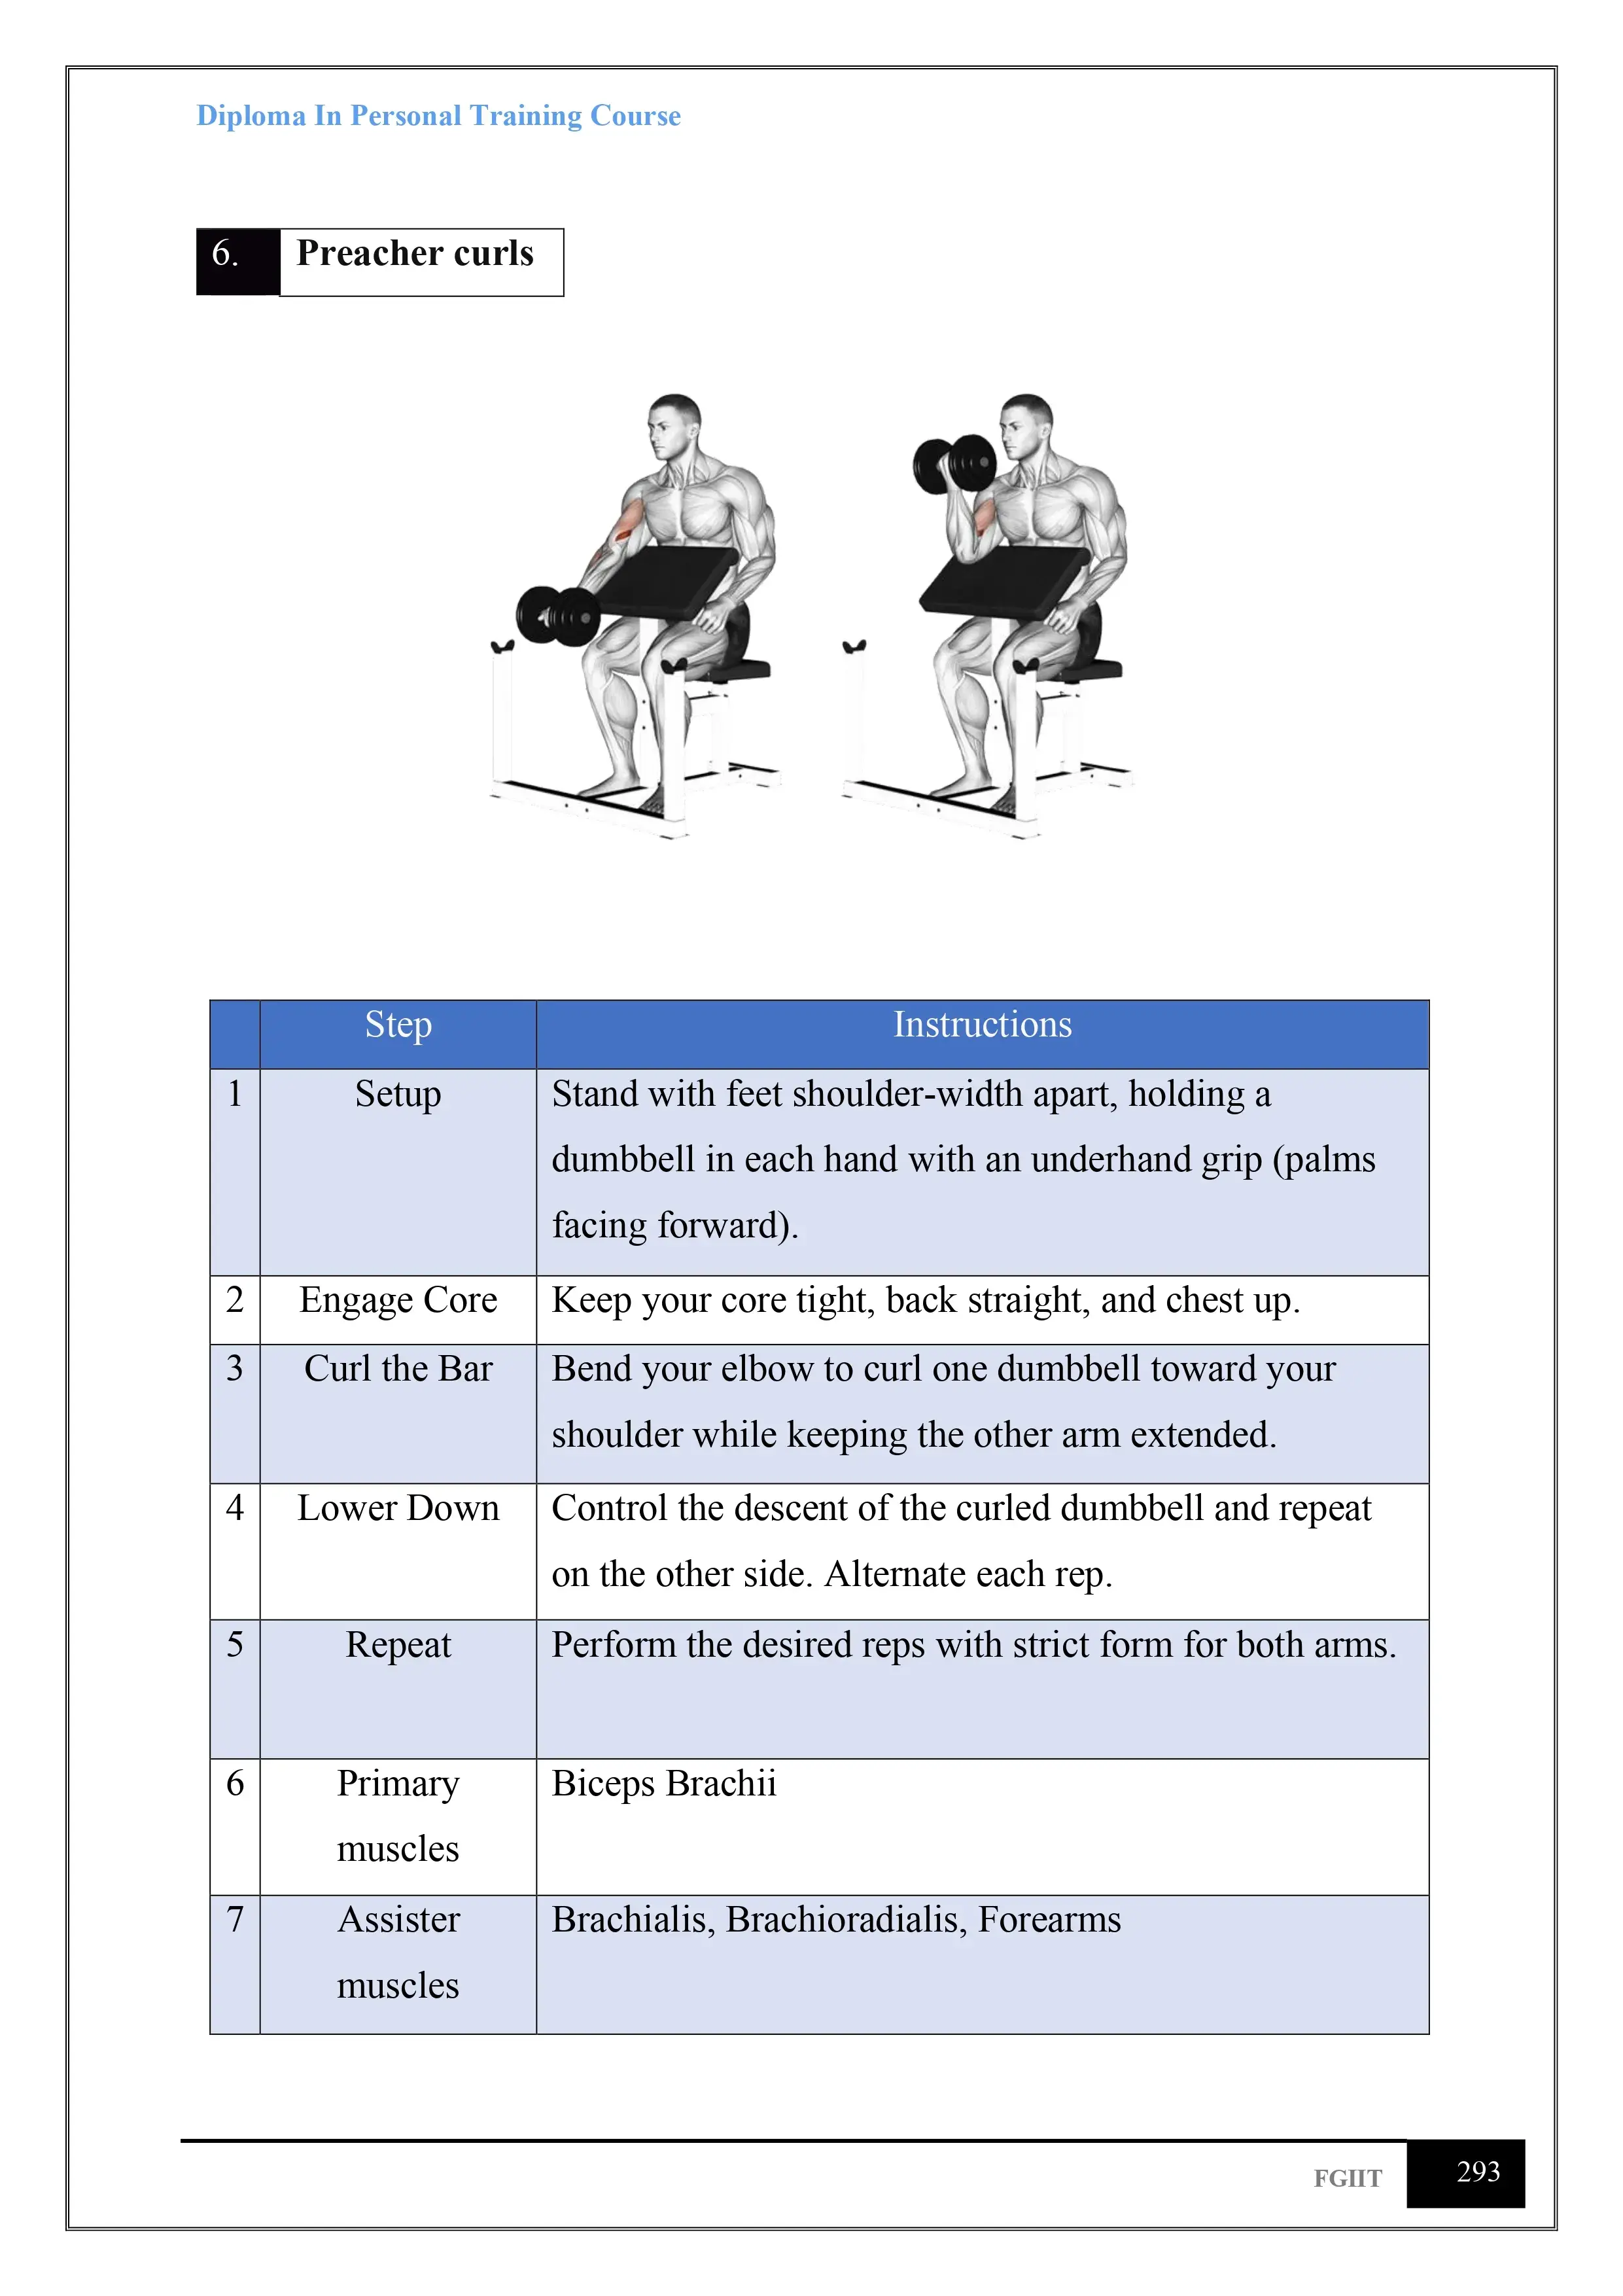 Diploma In Personal Training Course
6. Preacher curls
Step Instructions
1 Setup Stand with feet shoulder-width apart, holding a
dumbbell in each hand with an underhand grip (palms
facing forward).
2 Engage Core Keep your core tight, back straight, and chest up.
3 Curl the Bar Bend your elbow to curl one dumbbell toward your
shoulder while keeping the other arm extended.
4 Lower Down Control the descent of the curled dumbbell and repeat
on the other side. Alternate each rep.
5 Repeat Perform the desired reps with strict form for both arms.
6 Primary Biceps Brachii
muscles
7 Assister Brachialis, Brachioradialis, Forearms
muscles
FGIIT 293